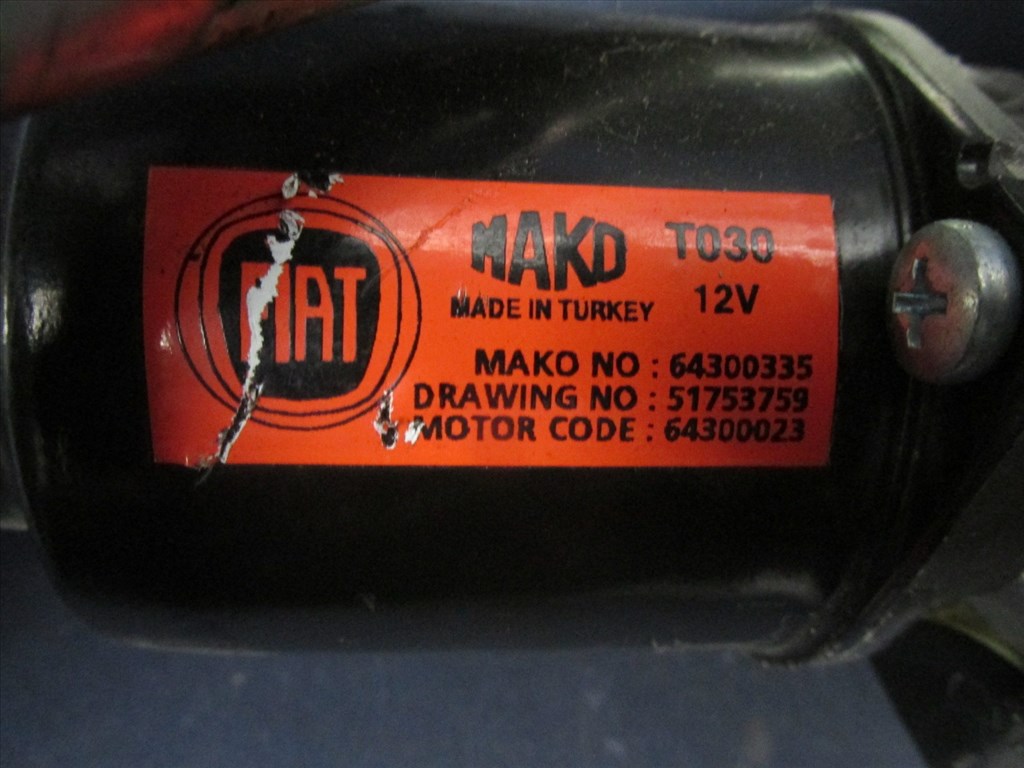 FIAT
MAKO T030
MADE IN TURKEY 12V
MAKO NO : 64300335
DRAWING NO : 51753759
MOTOR CODE : 64300023